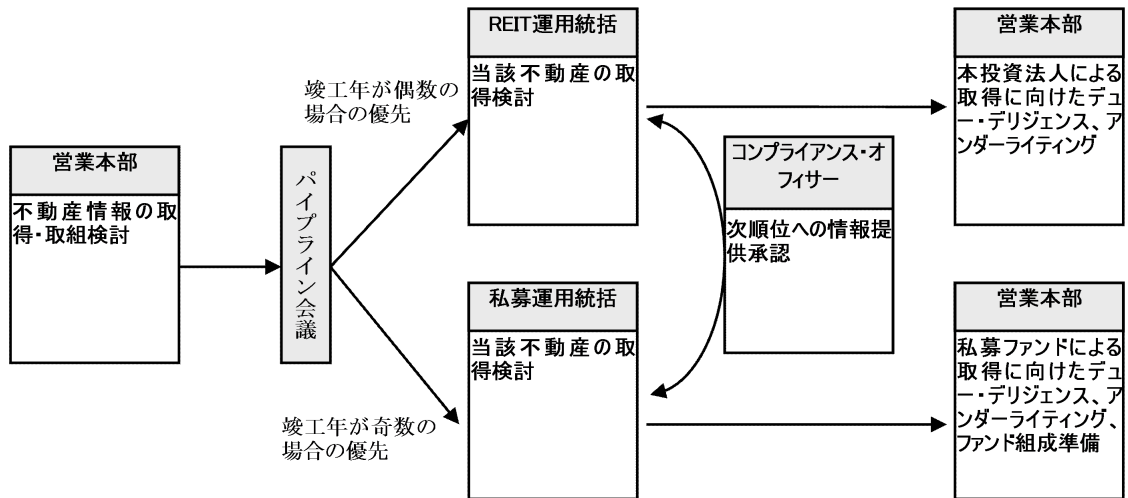 営業本部
不動産情報の取
得・取組検討
パイプライン会議
竣工年が偶数の
場合の優先
竣工年が奇数の
場合の優先
REIT運用統括
当該不動産の取
得検討
私募運用統括
当該不動産の取
得検討
コンプライアンス・オ
フィサー
次順位への情報提
供承認
営業本部
本投資法人による
取得に向けたデュ
ー・デリジェンス、ア
ンダーライティング
営業本部
私募ファンドによる
取得に向けたデュ
ー・デリジェンス、ア
ンダーライティング、
ファンド組成準備